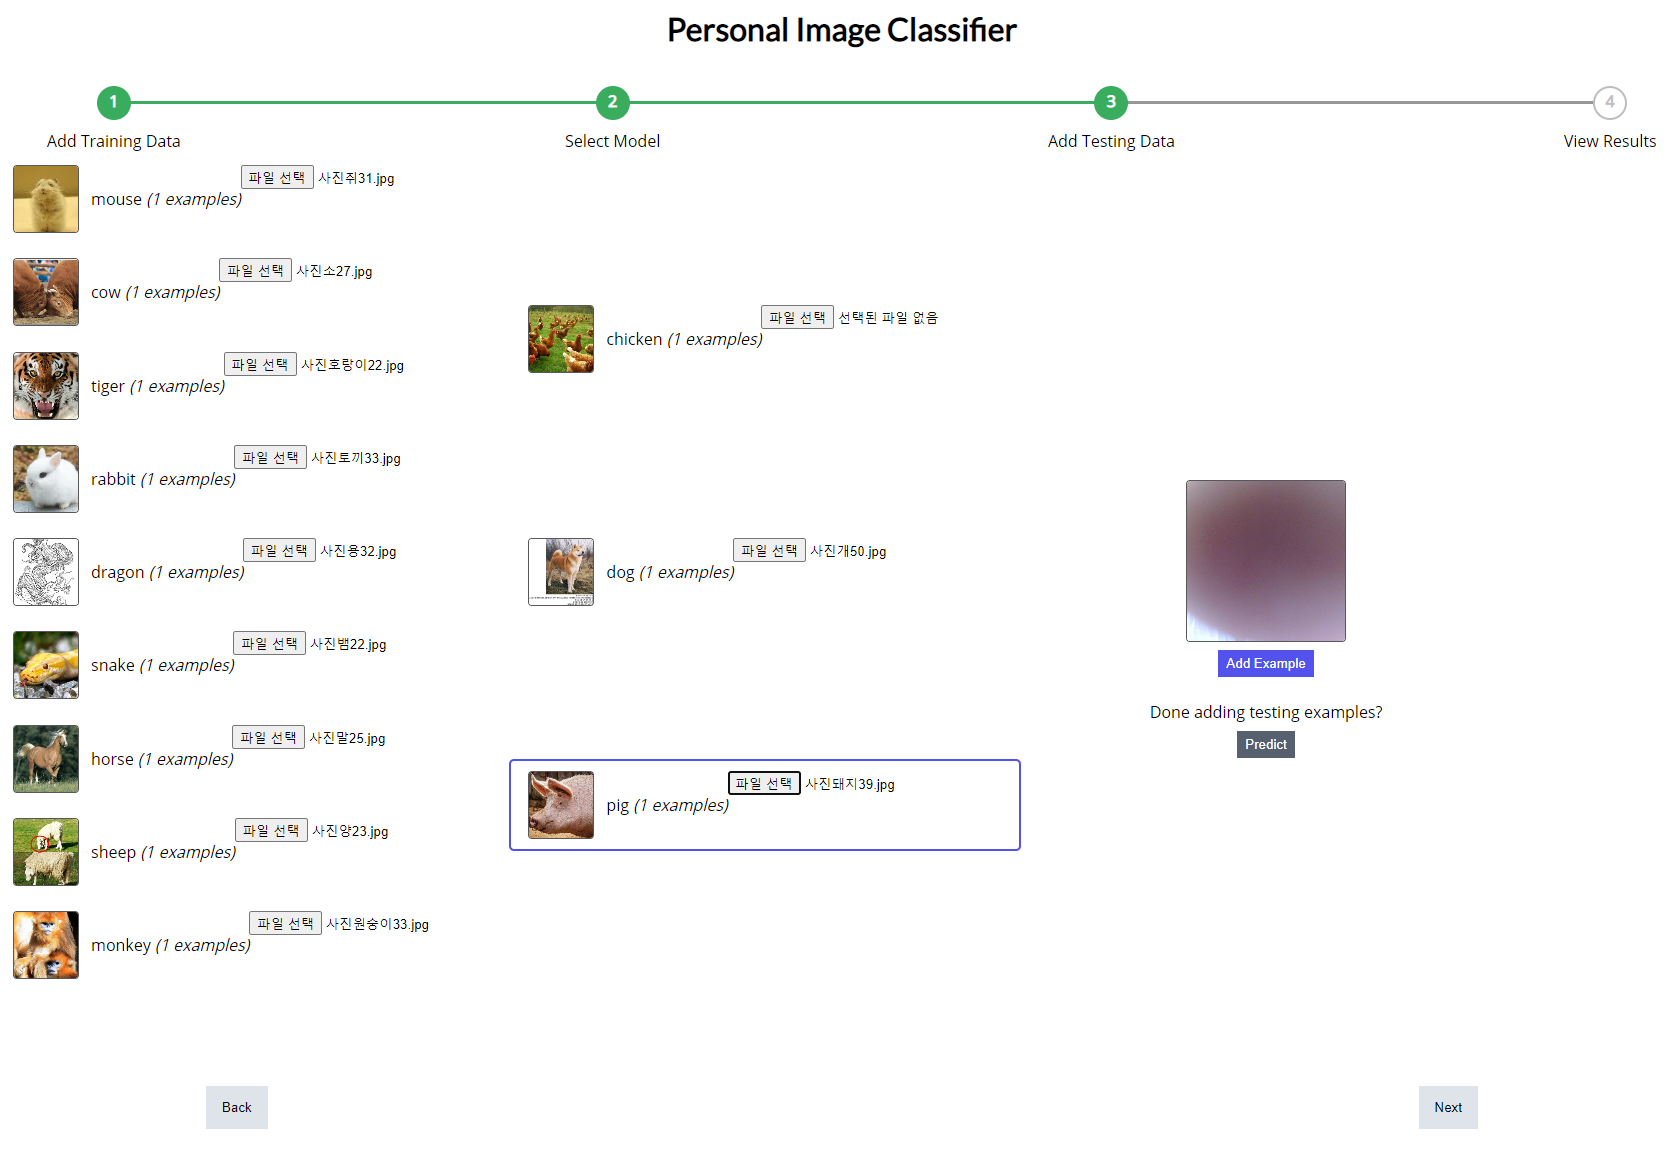 Personal Image Classifier
1
2
3
4
Add Training Data
Select Model
Add Testing Data
View Results
파일 선택 사진쥐31.jpg
mouse (1 examples)
파일 선택 사진소27.jpg
cow (1 examples)
파일 선택 사진호랑이22.jpg
tiger (1 examples)
파일 선택 사진토끼33.jpg
rabbit (1 examples)
파일 선택 사진용32.jpg
dragon (1 examples)
파일 선택 사진뱀22.jpg
snake (1 examples)
파일 선택 사진말25.jpg
horse (1 examples)
파일 선택 사진양23.jpg
sheep (1 examples)
파일 선택 사진원숭이33.jpg
monkey (1 examples)
파일 선택 선택된 파일 없음
chicken (1 examples)
파일 선택 사진개50.jpg
dog (1 examples)
파일 선택 사진돼지39.jpg
pig (1 examples)
Add Example
Done adding testing examples?
Predict
Back
Next